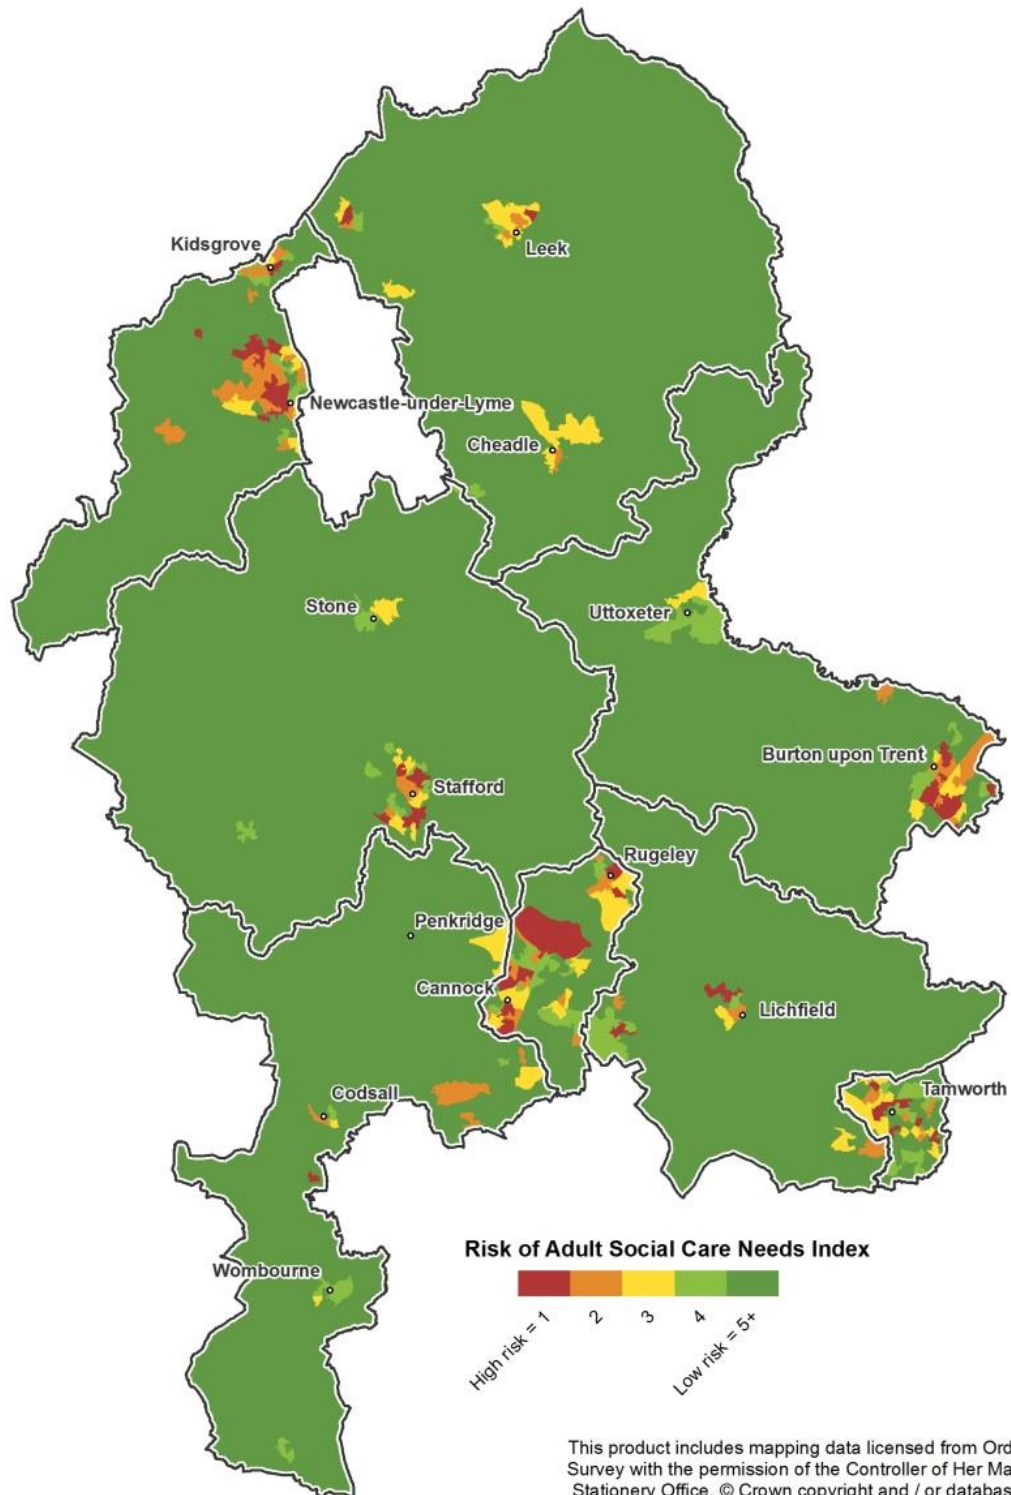 Kidsgrove
Leek
Newcastle-under-Lyme
Cheadle
Stone
Uttoxeter
Burton upon Trent
Stafford
Rugeley
Penkridge
Cannock
Lichfield
Codsall
Tamworth
Wombourne
Risk of Adult Social Care Needs Index
High risk = 1
2
3
4
Low risk = 5+
This product includes mapping data licensed from Ord
Survey with the permission of the Controller of Her Ma
Stationery Office. © Crown copyright and / or databas